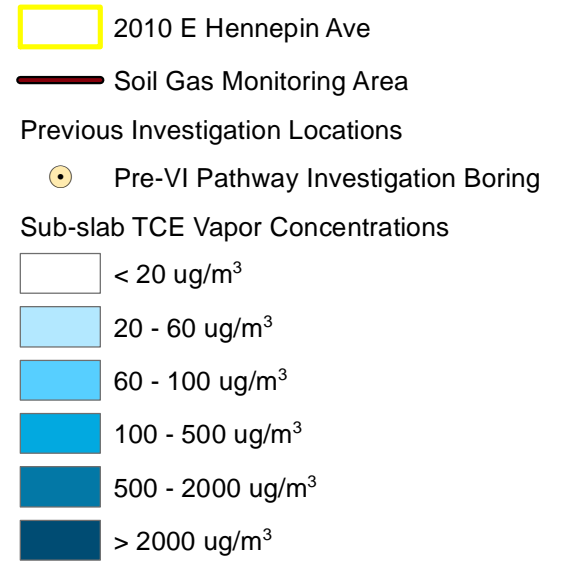 2010 E Hennepin Ave
Soil Gas Monitoring Area
Previous Investigation Locations
Pre-VI Pathway Investigation Boring
Sub-slab TCE Vapor Concentrations
< 20 ug/m³
20 - 60 ug/m³
60 - 100 ug/m³
100 - 500 ug/m³
500 - 2000 ug/m³
> 2000 ug/m³